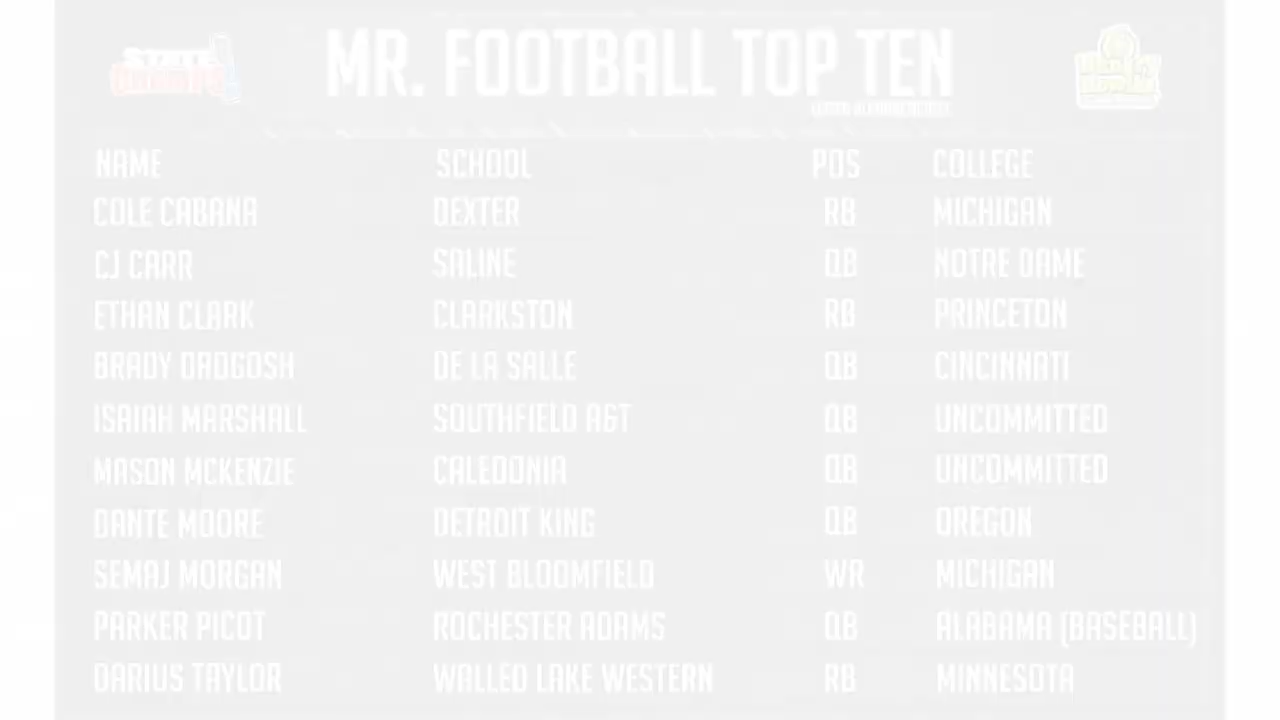 STATE
MR. FOOTBALL TOP TEN
NAME SCHOOL POS COLLEGE
COLE CABANA DEXTER RB MICHIGAN
CJ CARR SALINE QB NOTRE DAME
ETHAN CLARK CLARKSTON RB PRINCETON
BRADY DRDGOSH DE LA SALLE QB CINCINNATI
ISAIAH MARSHALL SOUTHFIELD A&T QB UNCOMMITTED
MASON MCKENZIE CALEDONIA QB UNCOMMITTED
DANTE MOORE DETROIT KING QB OREGON
SEMAJ MORGAN WEST BLOOMFIELD WR MICHIGAN
PARKER PICOT ROCHESTER ADAMS QB ALABAMA (BASEBALL)
DARIUS TAYLOR WALLED LAKE WESTERN RB MINNESOTA